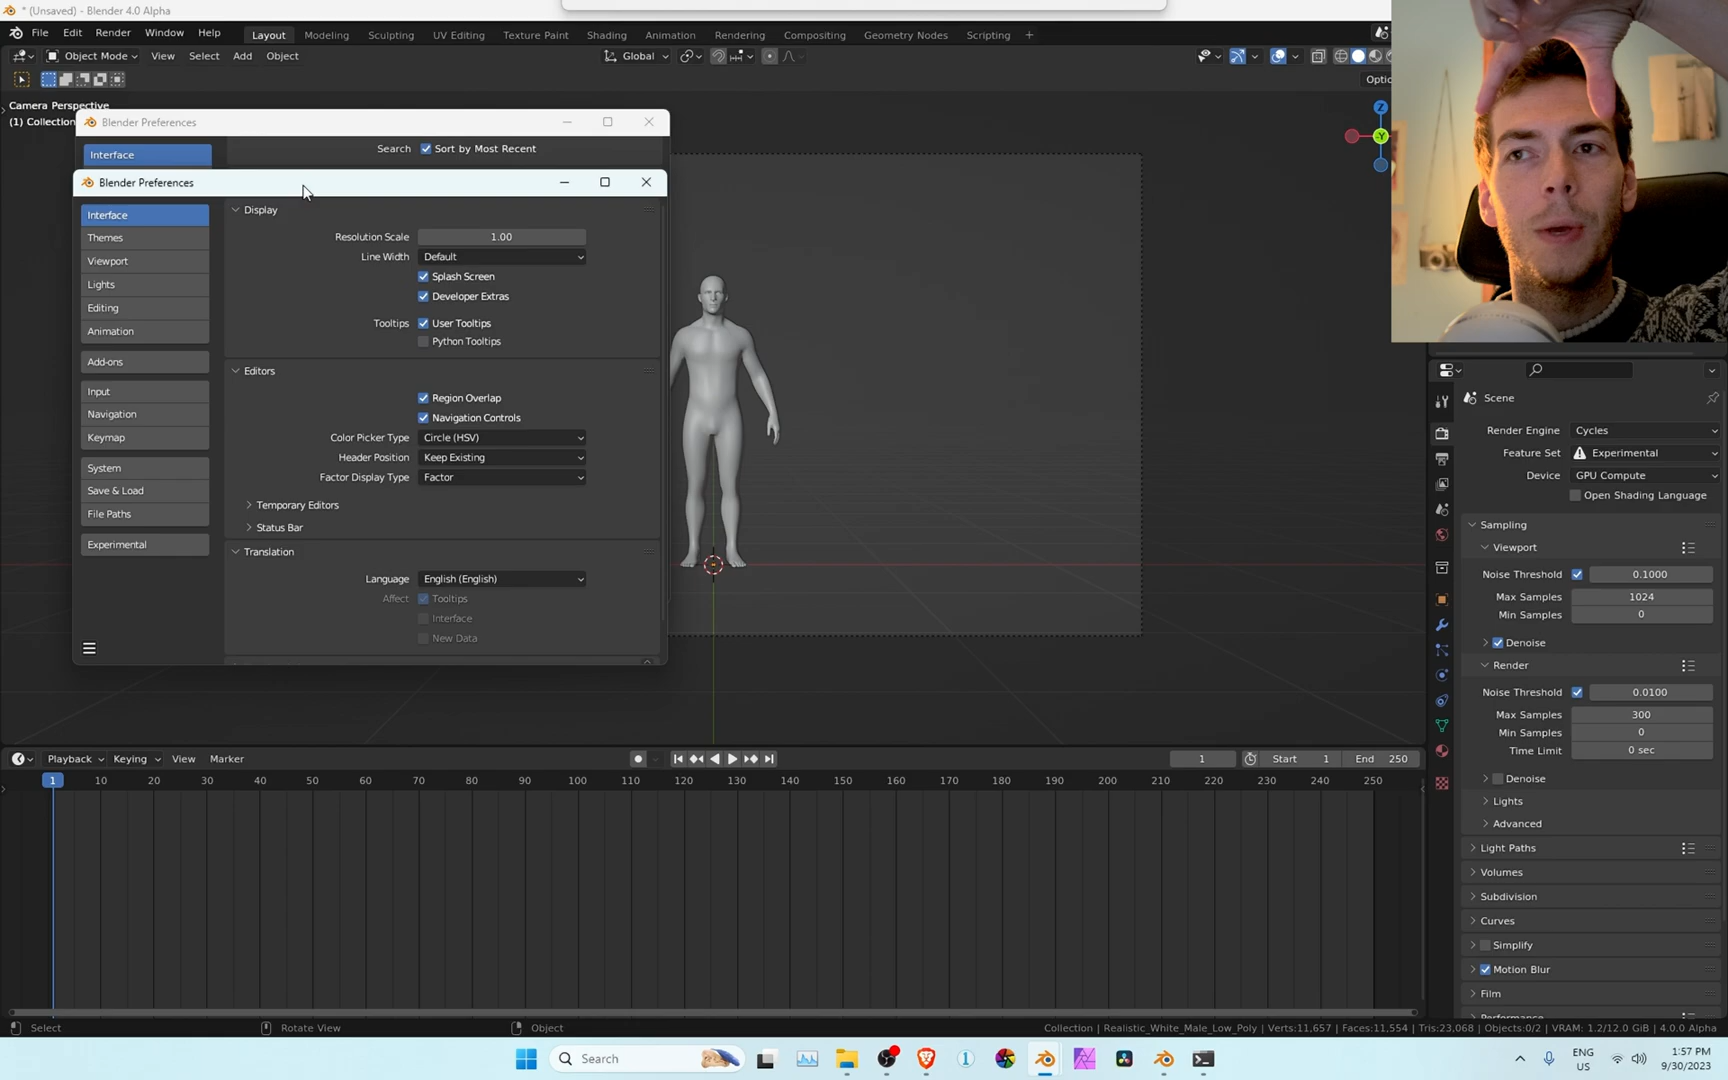 * (Unsaved) - Blender 4.0 Alpha
File Edit Render Window Help Layout Modeling Sculpting UV Editing Texture Paint Shading Animation Rendering Compositing Geometry Nodes Scripting +
Object Mode View Select Add Object Global
Optio
Camera Perspective
(1) Collection
Blender Preferences
Interface
Search Sort by Most Recent
Blender Preferences
Interface
Themes
Viewport
Lights
Editing
Animation
Add-ons
Input
Navigation
Keymap
System
Save & Load
File Paths
Experimental
Display
Resolution Scale 1.00
Line Width Default
Splash Screen
Developer Extras
Tooltips User Tooltips
Python Tooltips
Editors
Region Overlap
Navigation Controls
Color Picker Type Circle (HSV)
Header Position Keep Existing
Factor Display Type Factor
Temporary Editors
Status Bar
Translation
Language English (English)
Affect Tooltips
Interface
New Data
Z
Y
Scene
Render Engine Cycles
Feature Set Experimental
Device GPU Compute
Open Shading Language
Sampling
Viewport
Noise Threshold 0.1000
Max Samples 1024
Min Samples 0
Denoise
Render
Noise Threshold 0.0100
Max Samples 300
Min Samples 0
Time Limit 0 sec
Denoise
Lights
Advanced
Light Paths
Volumes
Subdivision
Curves
Simplify
Motion Blur
Film
Playback Keying View Marker 1 Start 1 End 250
1 10 20 30 40 50 60 70 80 90 100 110 120 130 140 150 160 170 180 190 200 210 220 230 240 250
Select Rotate View Object Collection | Realistic_White_Male_Low_Poly | Verts:11,657 | Faces:11,554 | Tris:23,068 | Objects:0/2 | VRAM: 1.2/12.0 GiB | 4.0.0 Alpha
Search
ENG
US
1:57 PM
9/30/2023